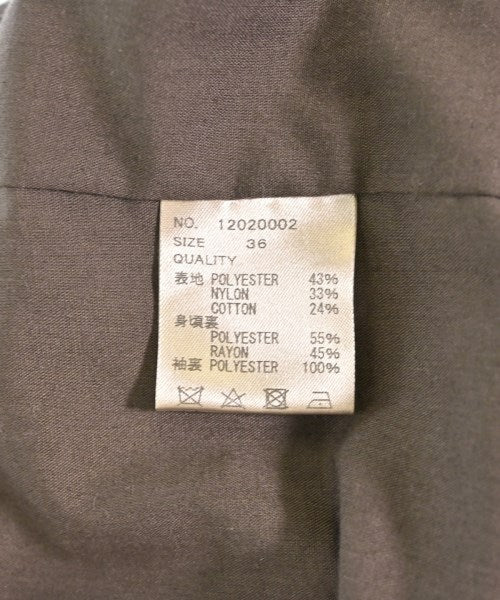 NO. 12020002
SIZE 36
QUALITY
表地 POLYESTER 43%
NYLON 33%
COTTON 24%
身頃裏
POLYESTER 55%
RAYON 45%
袖裏 POLYESTER 100%